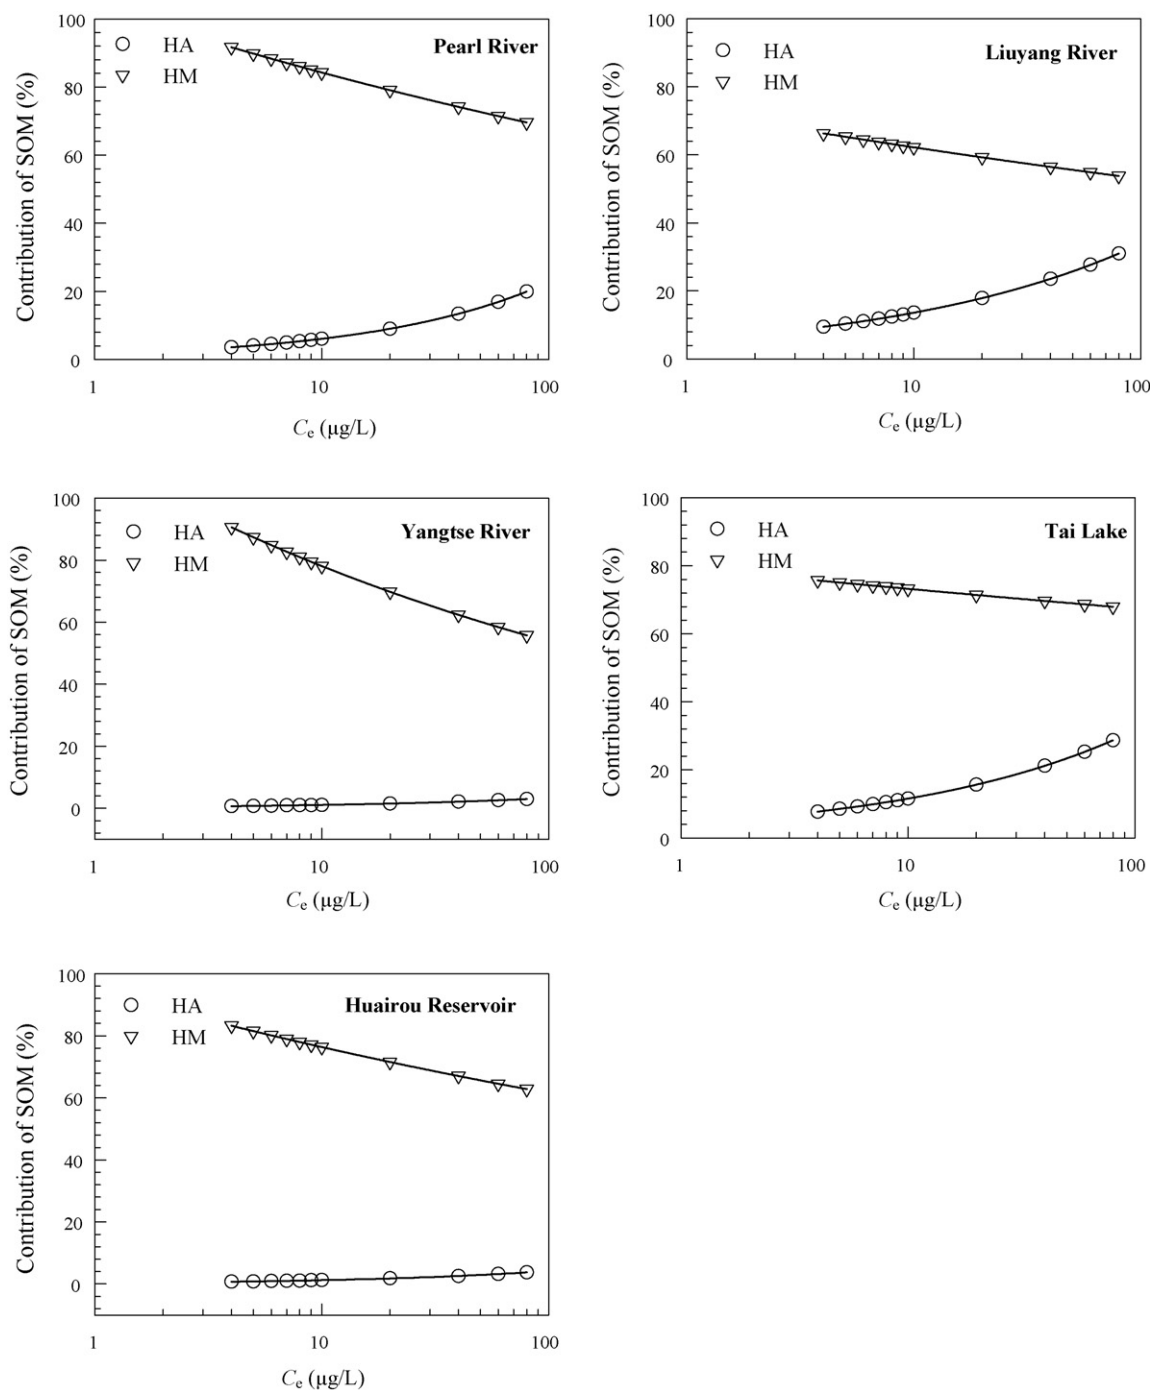 Contribution of SOM (%)
100
80
60
40
20
0
HA
HM
Pearl River
1
10
100
Ce (µg/L)
Contribution of SOM (%)
100
80
60
40
20
0
HA
HM
Liuyang River
1
10
100
Ce (µg/L)
Contribution of SOM (%)
100
80
60
40
20
0
HA
HM
Yangtse River
1
10
100
Ce (µg/L)
Contribution of SOM (%)
100
80
60
40
20
0
HA
HM
Tai Lake
1
10
100
Ce (µg/L)
Contribution of SOM (%)
100
80
60
40
20
0
HA
HM
Huairou Reservoir
1
10
100
Ce (µg/L)